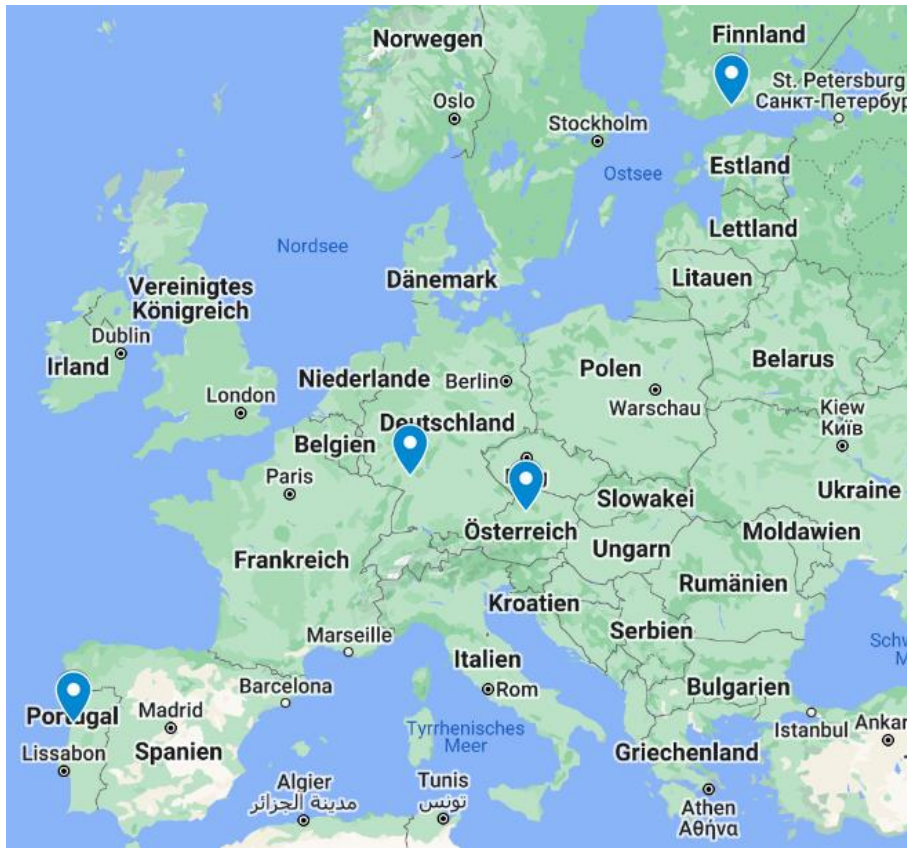 Norwegen
Finnland
Oslo
St. Petersburg
Санкт-Петербур
Stockholm
Estland
Ostsee
Lettland
Nordsee
Dänemark
Litauen
Vereinigtes
Königreich
Dublin
Irland
Belarus
Niederlande
Berlin
Polen
London
Warschau
Deutschland
Kiew
Київ
Belgien
Paris
Slowakei
Ukraine
Österreich
Moldawien
Ungarn
Frankreich
Rumänien
Kroatien
Serbien
Marseille
Schw
M
Italien
Barcelona
Rom
Bulgarien
Portugal
Madrid
Istanbul
Ankar
Tyrrhenisches
Meer
Lissabon
Spanien
Griechenland
Algier
مدينة الجزائر
Tunis
تونس
Athen
Αθήνα